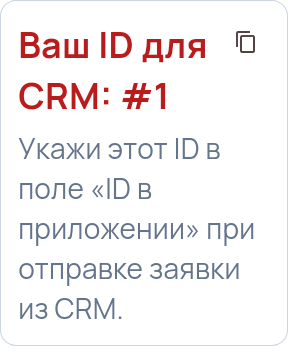 Ваш ID для
CRM: #1
Укажи этот ID в
поле «ID в
приложении» при
отправке заявки
из CRM.